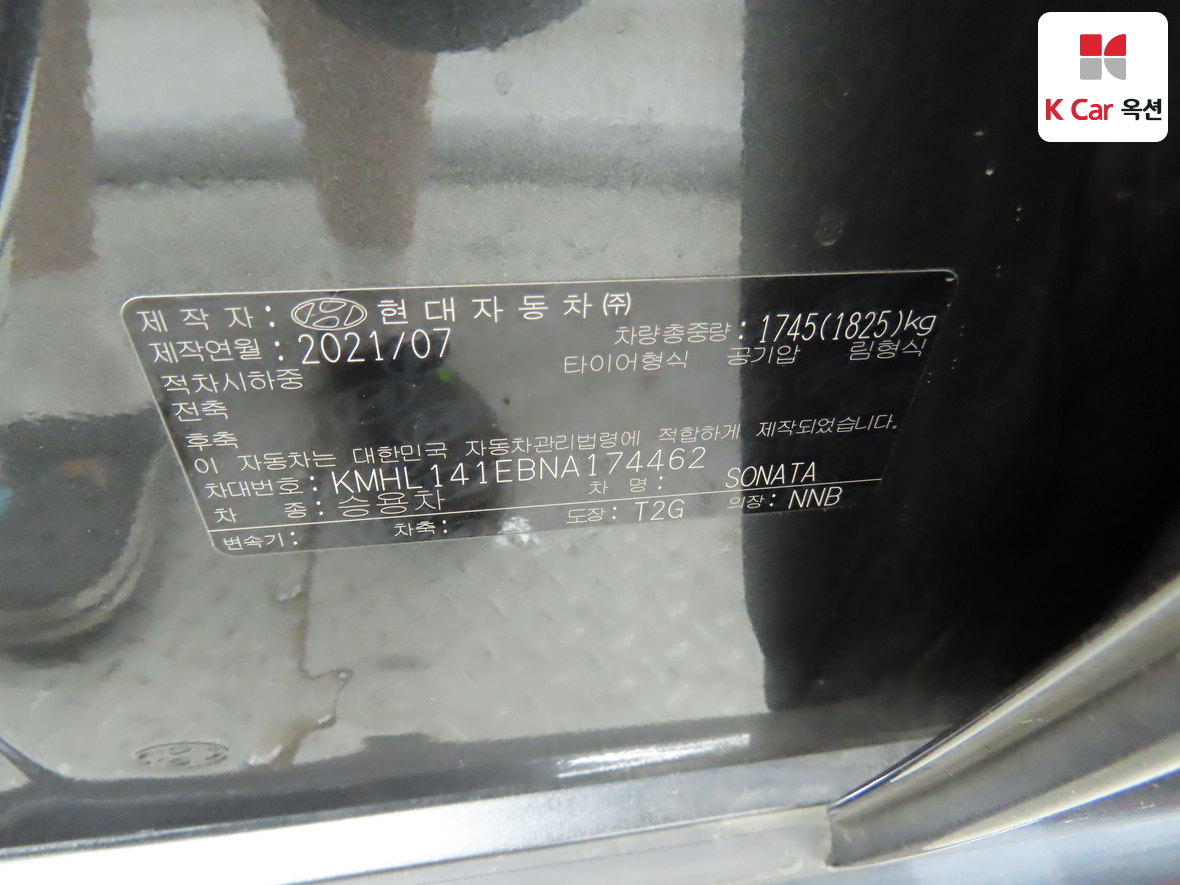 K Car 옥션
제 작 자 : 현 대 자 동 차 ㈜
제작연월 : 2021/07 차량총중량 : 1745(1825)kg
적차시하중 타이어형식 공기압 림형식
전축
후축
이 자동차는 대한민국 자동차관리법령에 적합하게 제작되었습니다.
차대번호 : KMHL141EBNA174462
차 종 : 승용차 차 명 : SONATA
변속기 : 차축 : 도장 : T2G 의장 : NNB